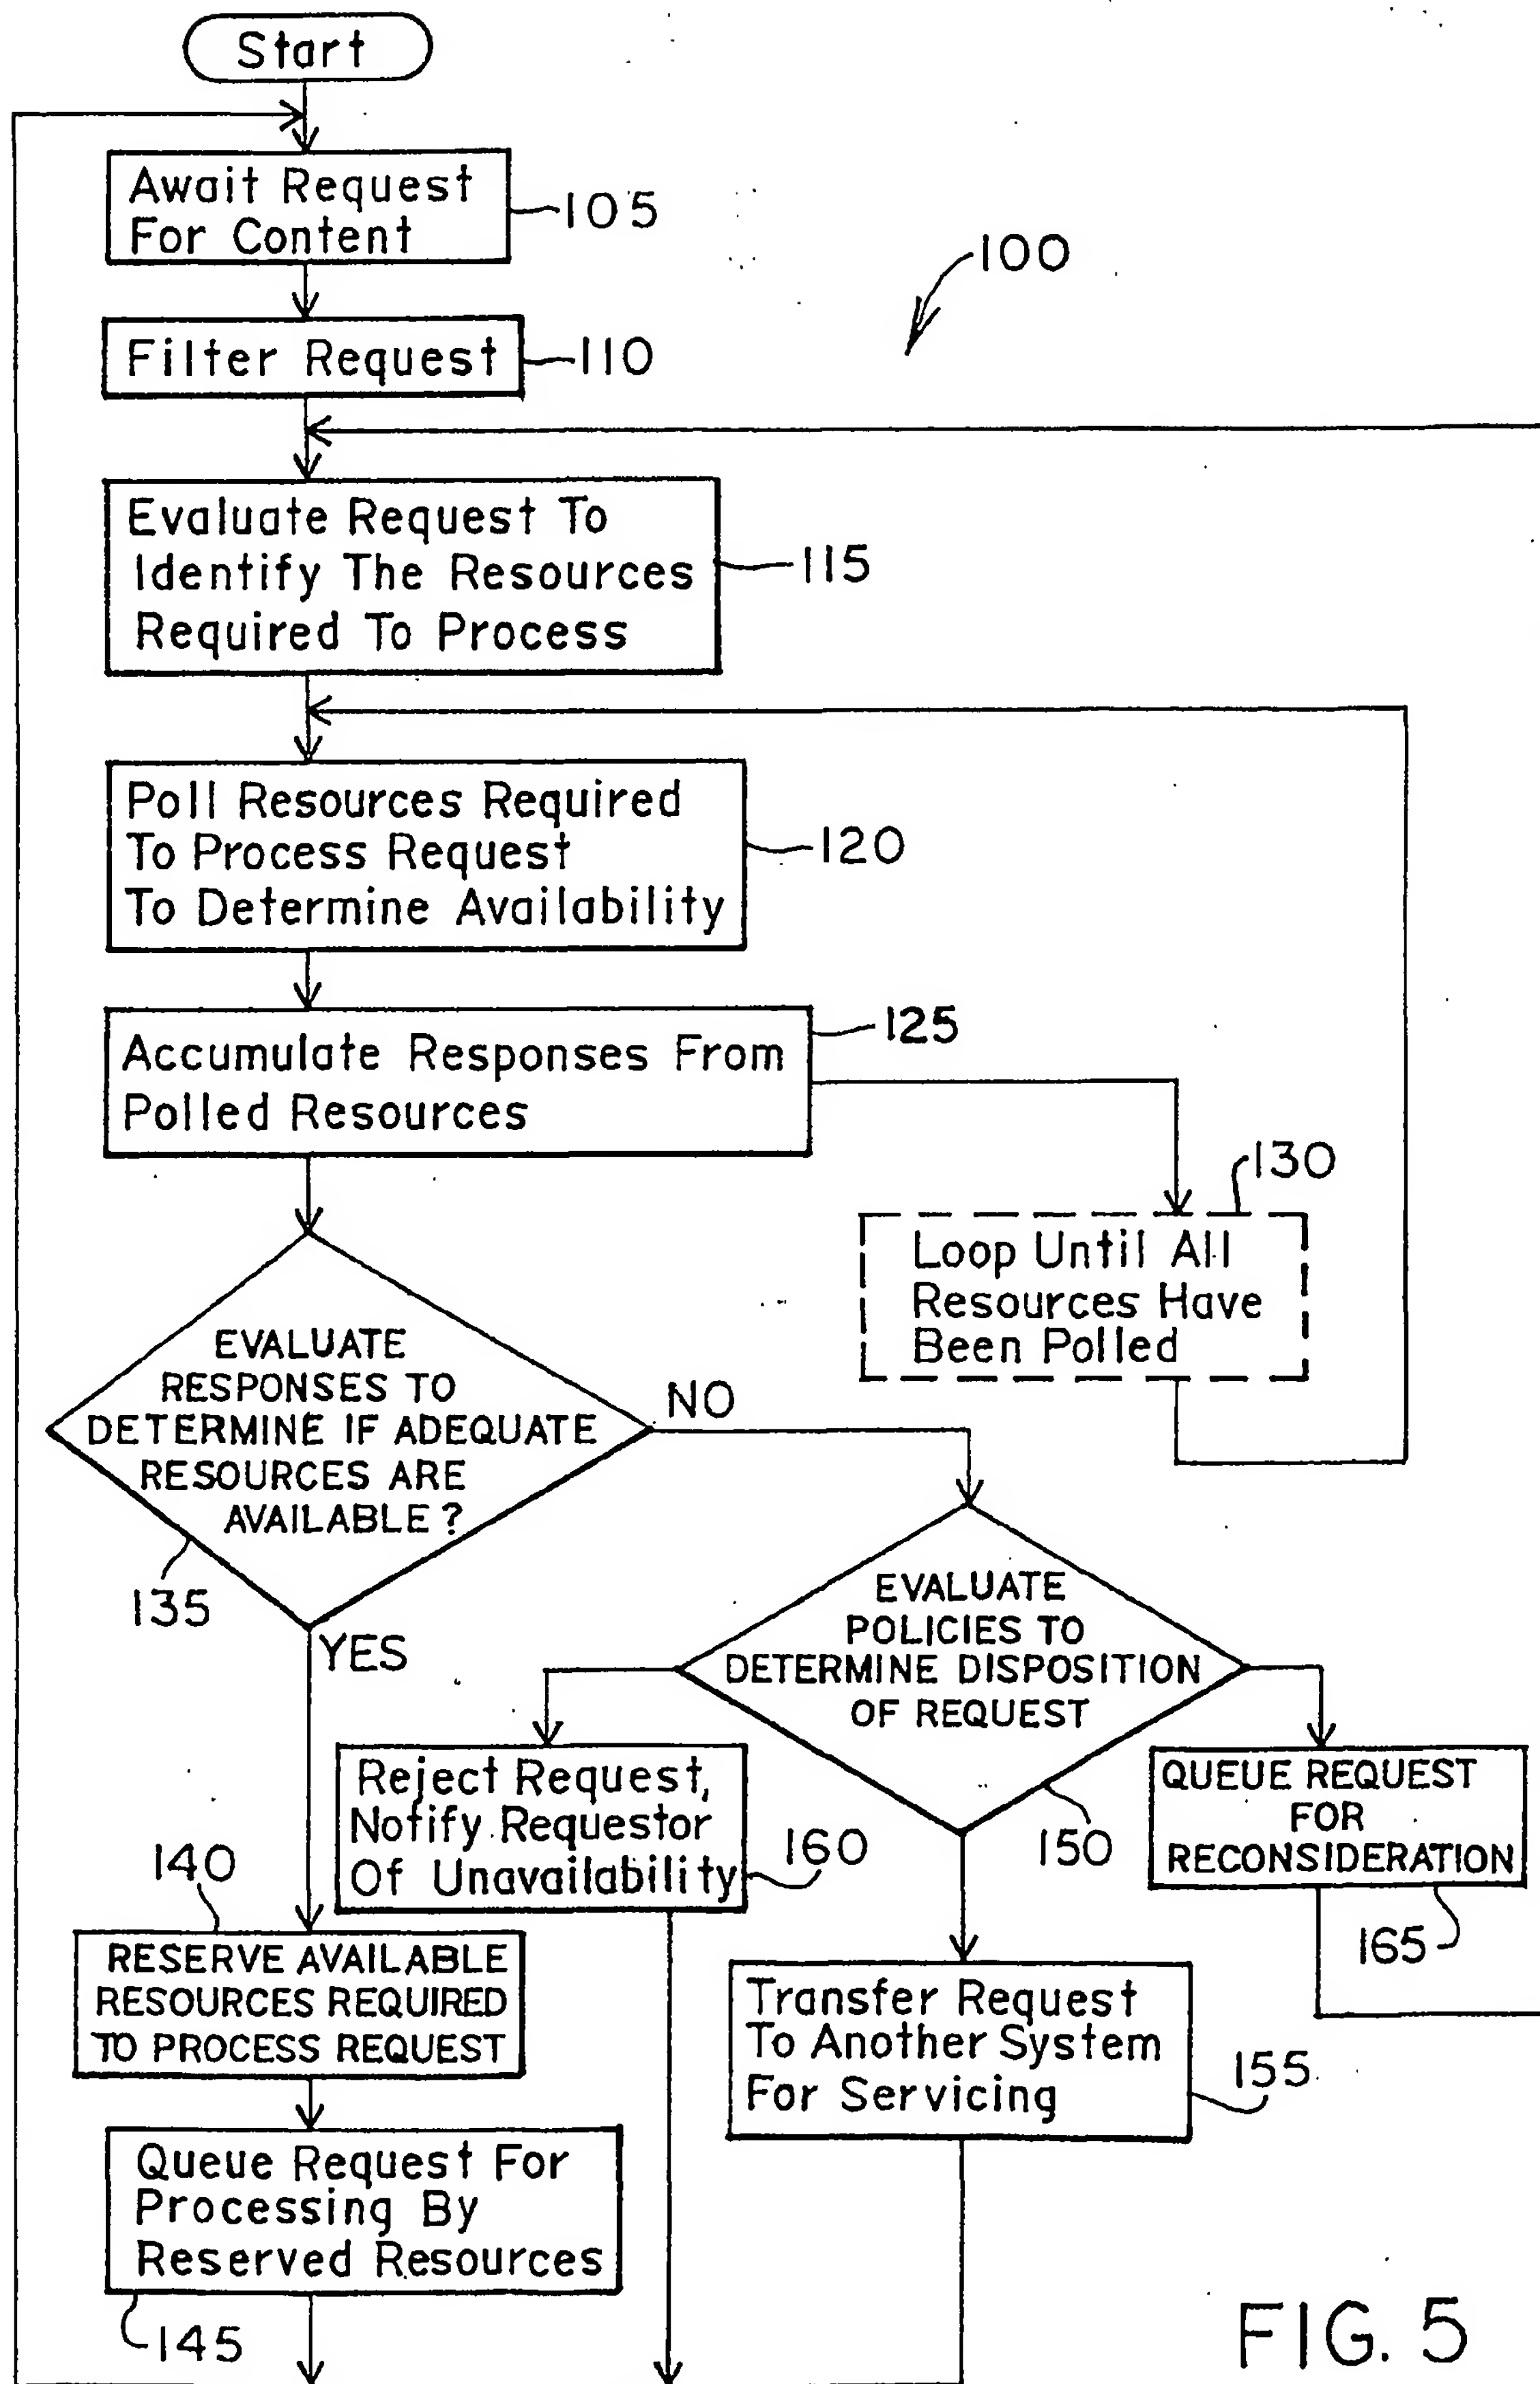 Start
Await Request
For Content
105
100
Filter Request
110
Evaluate Request To
Identify The Resources
Required To Process
115
Poll Resources Required
To Process Request
To Determine Availability
120
Accumulate Responses From
Polled Resources
125
130
Loop Until All
Resources Have
Been Polled
EVALUATE
RESPONSES TO
DETERMINE IF ADEQUATE
RESOURCES ARE
AVAILABLE?
NO
135
YES
EVALUATE
POLICIES TO
DETERMINE DISPOSITION
OF REQUEST
150
Reject Request,
Notify Requestor
Of Unavailability
160
QUEUE REQUEST
FOR
RECONSIDERATION
165
140
RESERVE AVAILABLE
RESOURCES REQUIRED
TO PROCESS REQUEST
Transfer Request
To Another System
For Servicing
155
Queue Request For
Processing By
Reserved Resources
145
FIG. 5